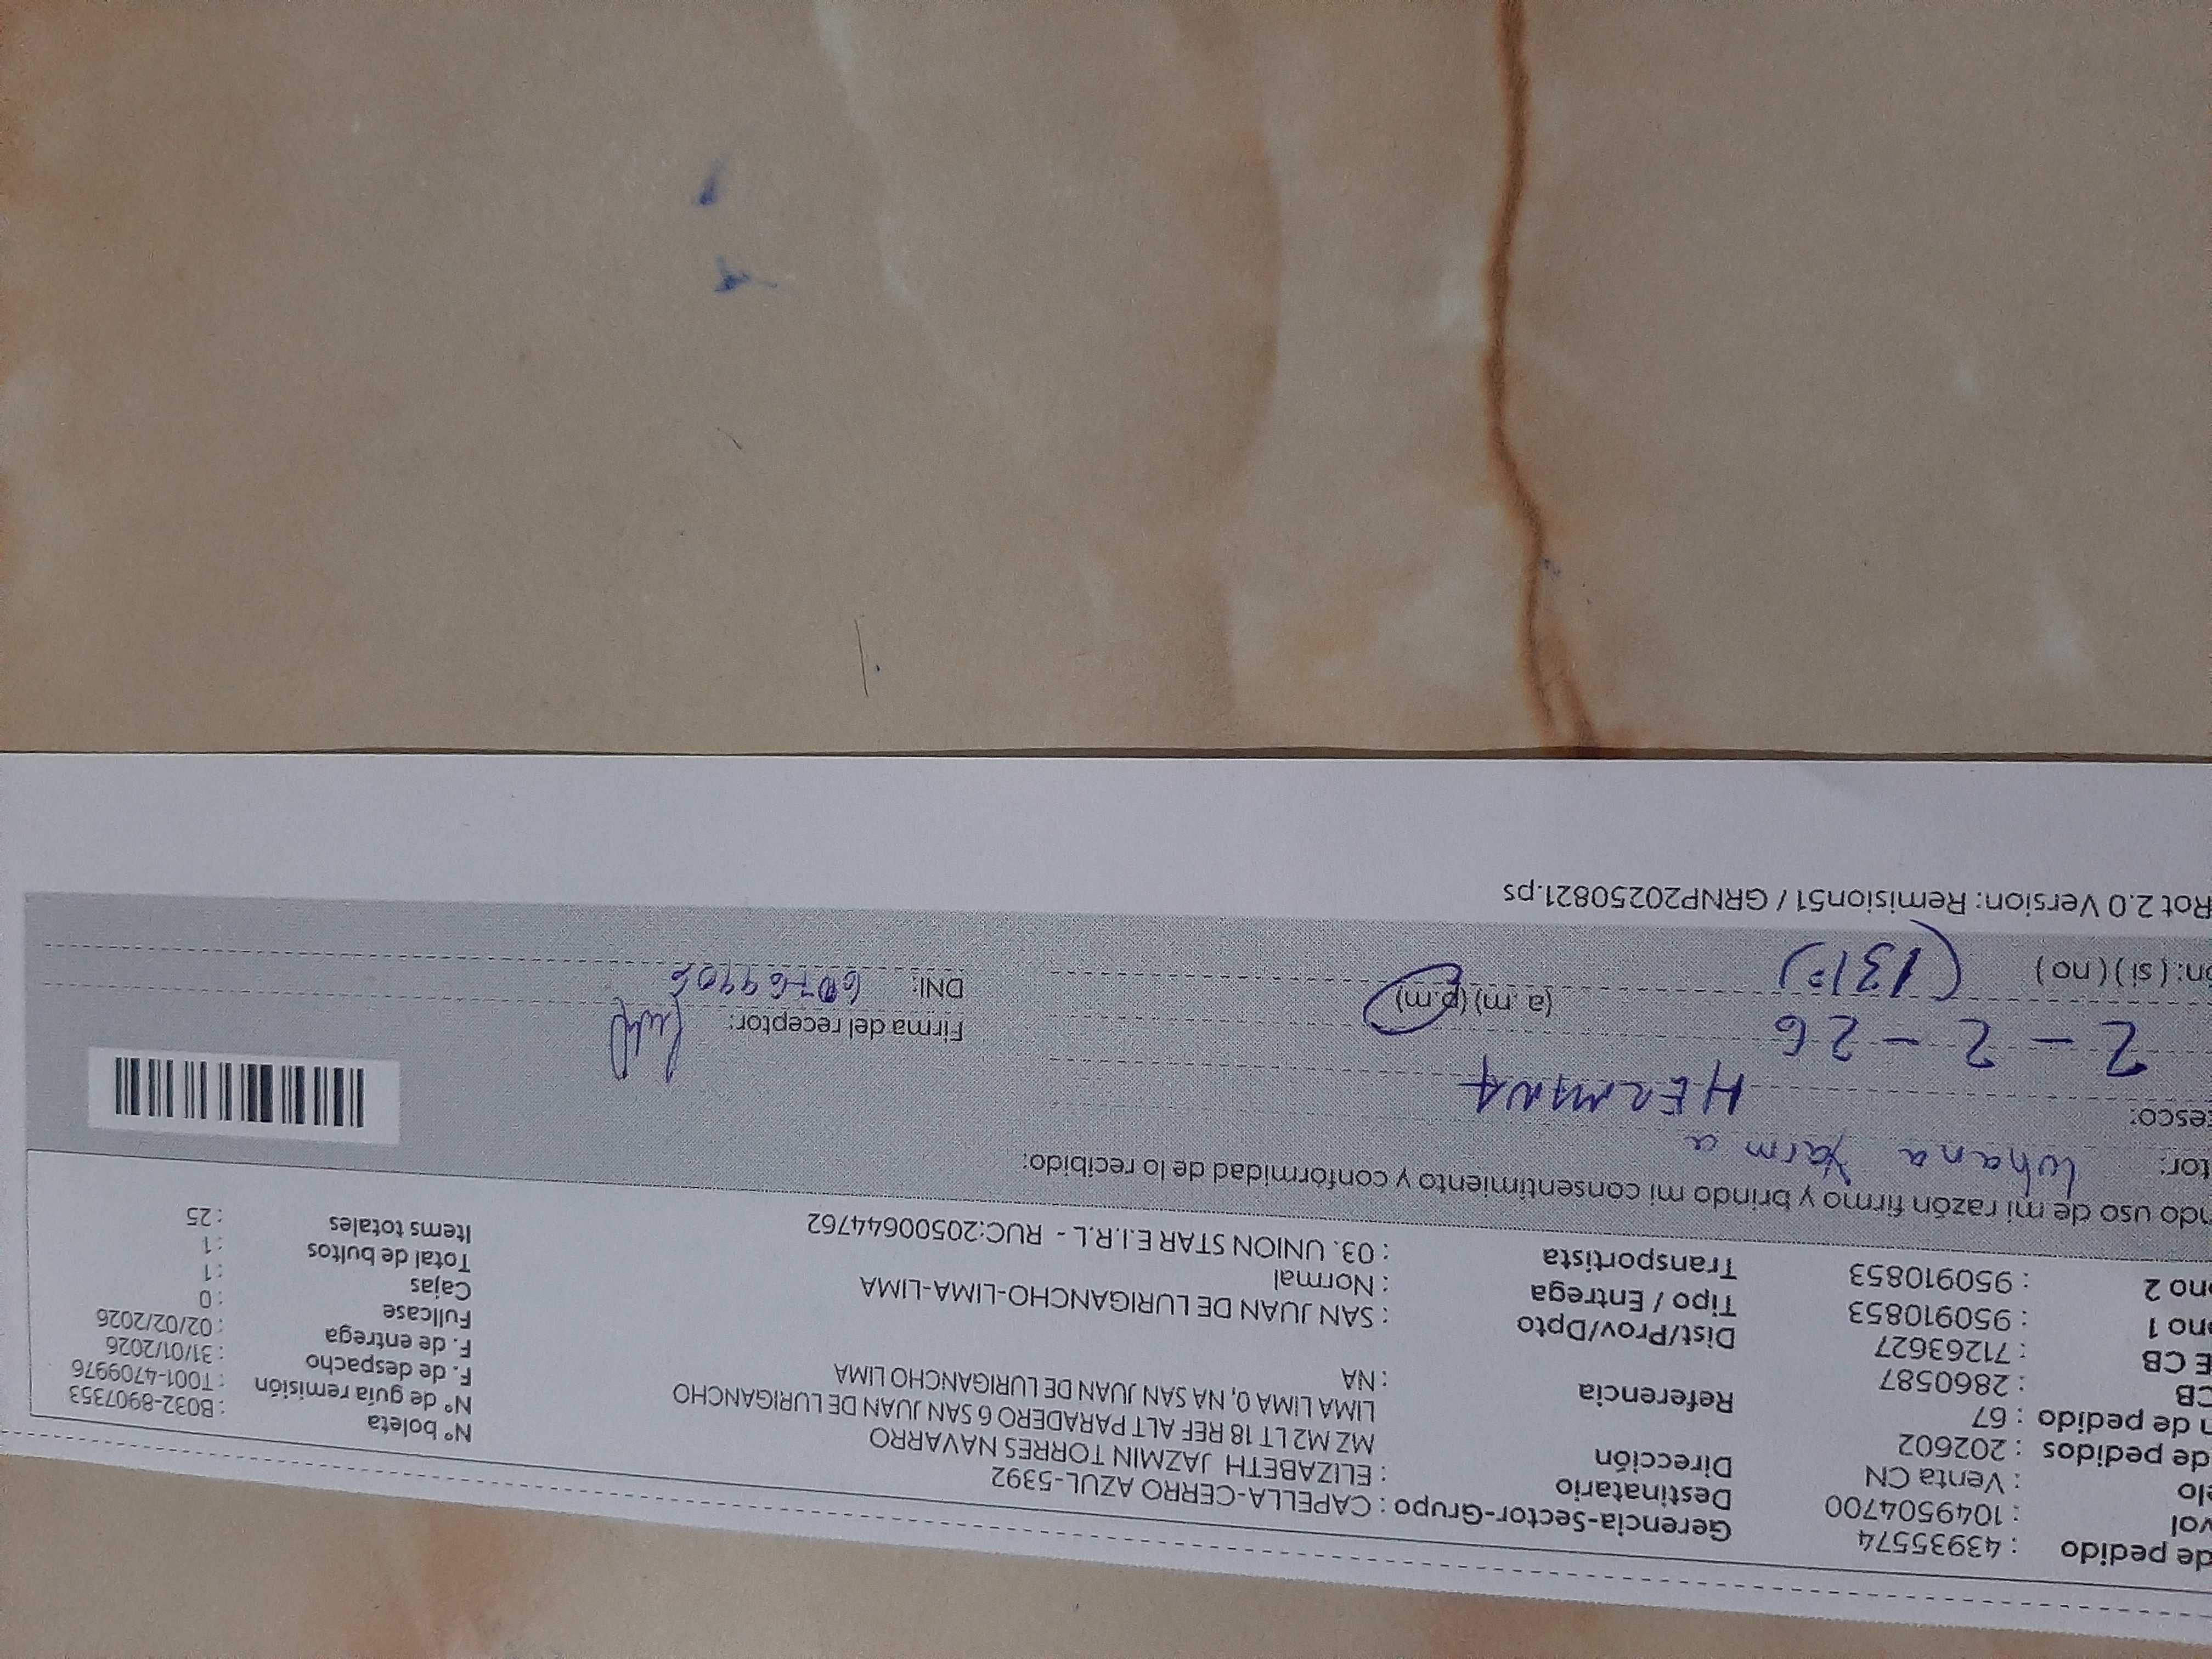 de pedido : 43935574 Gerencia-Sector-Grupo : CAPELLA-CERRO AZUL-5392 N° boleta : B032-8907353
vol : 1049504700 Destinatario : ELIZABETH JAZMIN TORRES NAVARRO N° de guía remisión : T001-4709976
elo : Venta CN Dirección MZ M2 LT 18 REF ALT PARADERO 6 SAN JUAN DE LURIGANCHO F. de despacho : 31/01/2026
de pedidos : 202602 LIMA LIMA 0, NA SAN JUAN DE LURIGANCHO LIMA F. de entrega : 02/02/2026
n de pedido : 67 Referencia : NA Fullcase : 0
CB : 2860587 Dist/Prov/Dpto : SAN JUAN DE LURIGANCHO-LIMA-LIMA Cajas : 1
E CB : 71263627 Tipo / Entrega : Normal Total de bultos : 1
ono 1 : 950910853 Transportista : 03. UNION STAR E.I.R.L - RUC:20500644762 Items totales : 25
ono 2 : 950910853
ndo uso de mi razón firmo y brindo mi consentimiento y conformidad de lo recibido:
tor: Yarma
esco: HERMANA
2 - 2 - 26 (a. m) (p.m) Firma del receptor:
on: ( si ) ( no ) DNI:
Rot 2.0 Version: Remision51 / GRNP20250821.ps